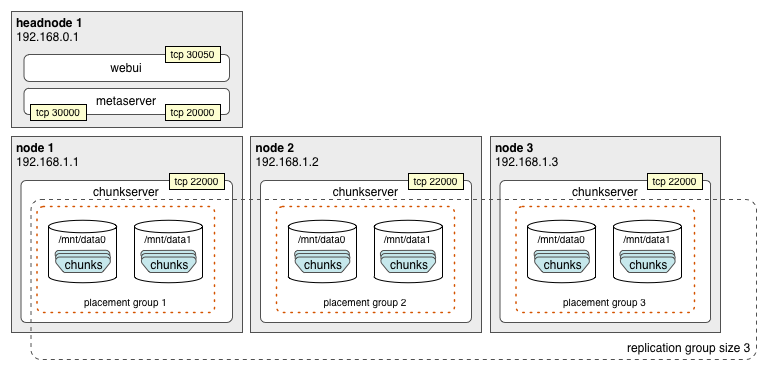 headnode 1
192.168.0.1
tcp 30050
webui
metaserver
tcp 30000
tcp 20000
node 1
192.168.1.1
tcp 22000
chunkserver
/mnt/data0
/mnt/data1
chunks
chunks
placement group 1
node 2
192.168.1.2
tcp 22000
chunkserver
/mnt/data0
/mnt/data1
chunks
chunks
placement group 2
node 3
192.168.1.3
tcp 22000
chunkserver
/mnt/data0
/mnt/data1
chunks
chunks
placement group 3
replication group size 3